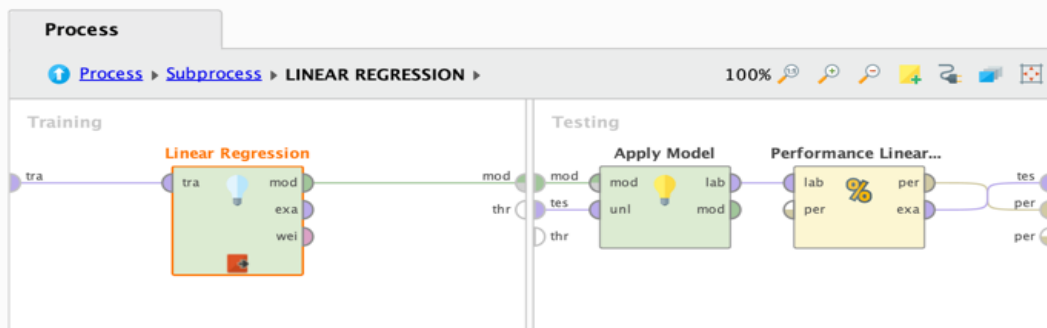 Process
Process ▸ Subprocess ▸ LINEAR REGRESSION ▸
100%
Training
Testing
Linear Regression
Apply Model
Performance Linear...
tra
tra
mod
exa
wei
mod
thr
mod
tes
thr
mod
unl
lab
mod
lab
per
%
per
exa
tes
per
per